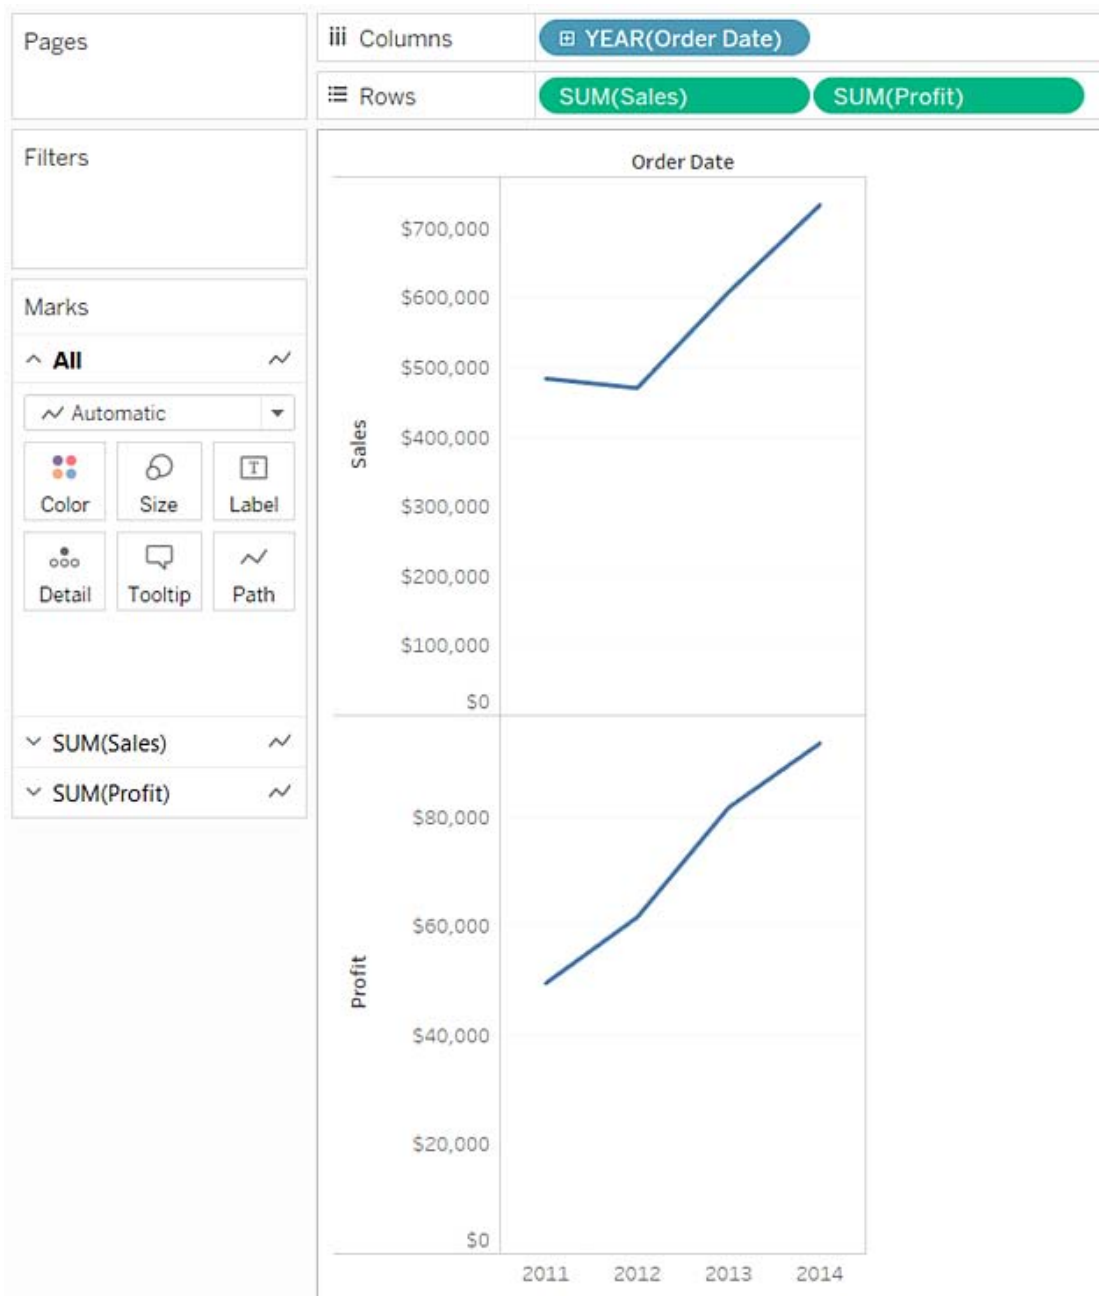 Pages
Columns
YEAR(Order Date)
Rows
SUM(Sales)
SUM(Profit)
Filters
Marks
All
Automatic
Color
Size
Label
Detail
Tooltip
Path
SUM(Sales)
SUM(Profit)
Order Date
Sales
$700,000
$600,000
$500,000
$400,000
$300,000
$200,000
$100,000
$0
Profit
$80,000
$60,000
$40,000
$20,000
$0
2011 2012 2013 2014